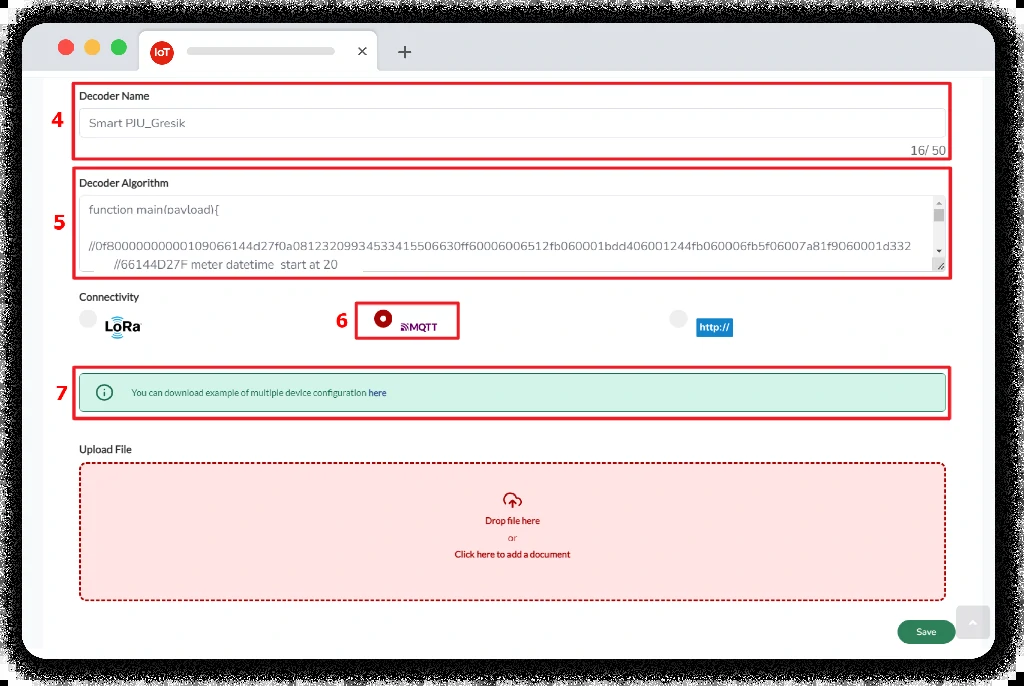 IoT
4
Decoder Name
Smart PJU_Gresik
16/ 50
5
Decoder Algorithm
function main(payload){
//0f80000000000109066144d27f0a08123209934533415506630ff60006006512fb060001bdd406001244fb060006fb5f06007a81f9060001d332
//66144D27F meter datetime start at 20
Connectivity
LoRa
6
MQTT
http://
7
You can download example of multiple device configuration here
Upload File
Drop file here
or
Click here to add a document
Save